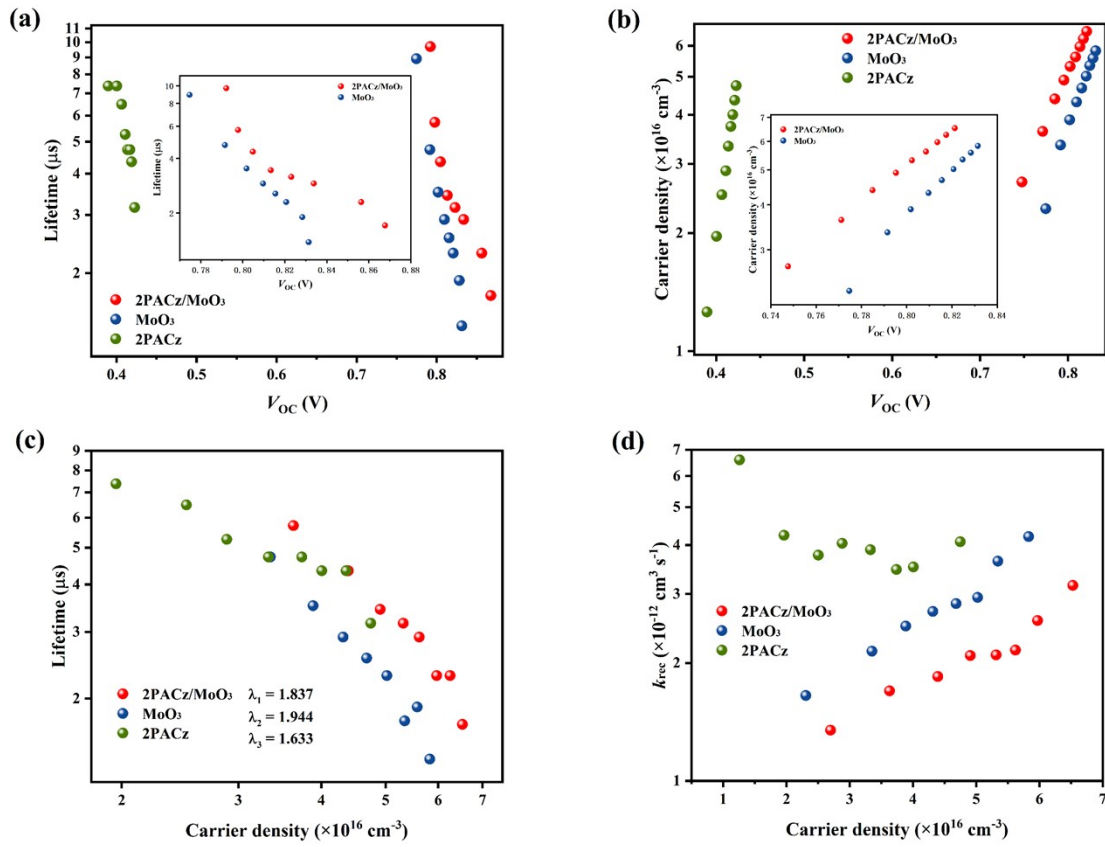 (a)
Lifetime (μs)
11
10
9
8
7
6
5
4
3
2
0.4
0.5
0.6
0.7
0.8
V_OC (V)
2PACz/MoO₃
MoO₃
2PACz
Lifetime (μs)
10
8
6
4
2
0.78
0.80
0.82
0.84
0.86
0.88
V_OC (V)
2PACz/MoO₃
MoO₃
(b)
Carrier density (×10¹⁶ cm⁻³)
6
5
4
3
2
1
0.4
0.5
0.6
0.7
0.8
V_OC (V)
2PACz/MoO₃
MoO₃
2PACz
Carrier density (×10¹⁶ cm⁻³)
7
6
5
4
3
0.74
0.76
0.78
0.80
0.82
0.84
V_OC (V)
2PACz/MoO₃
MoO₃
(c)
Lifetime (μs)
9
8
7
6
5
4
3
2
2
3
4
5
6
7
Carrier density (×10¹⁶ cm⁻³)
2PACz/MoO₃ λ₁ = 1.837
MoO₃ λ₂ = 1.944
2PACz λ₃ = 1.633
(d)
k_rec (×10⁻¹² cm³ s⁻¹)
7
6
5
4
3
2
1
1
2
3
4
5
6
7
Carrier density (×10¹⁶ cm⁻³)
2PACz/MoO₃
MoO₃
2PACz